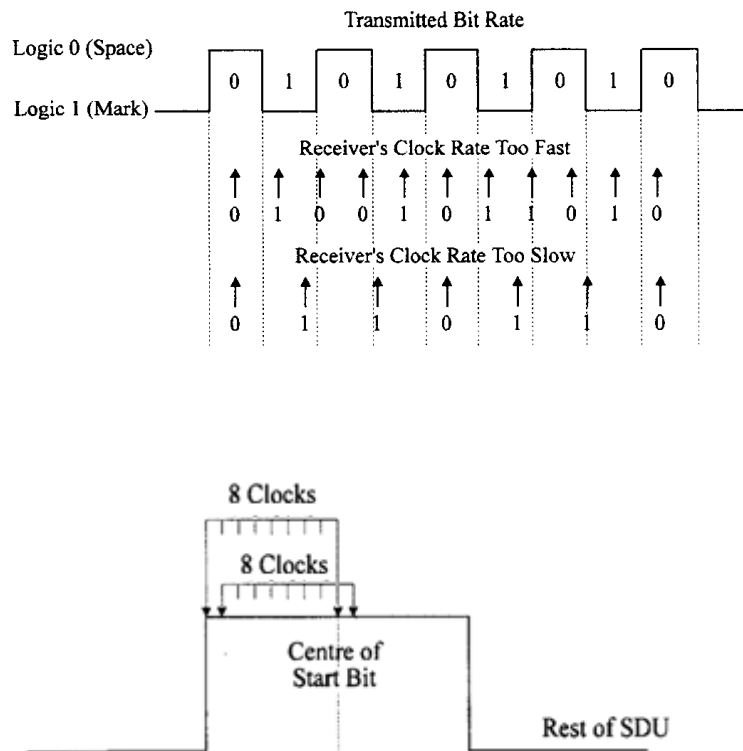 Transmitted Bit Rate
Logic 0 (Space)
0 1 0 1 0 1 0 1 0
Logic 1 (Mark)
Receiver's Clock Rate Too Fast
0 1 0 0 1 0 1 1 0 1 0
Receiver's Clock Rate Too Slow
0 1 1 0 1 1 0
8 Clocks
8 Clocks
Centre of
Start Bit
Rest of SDU